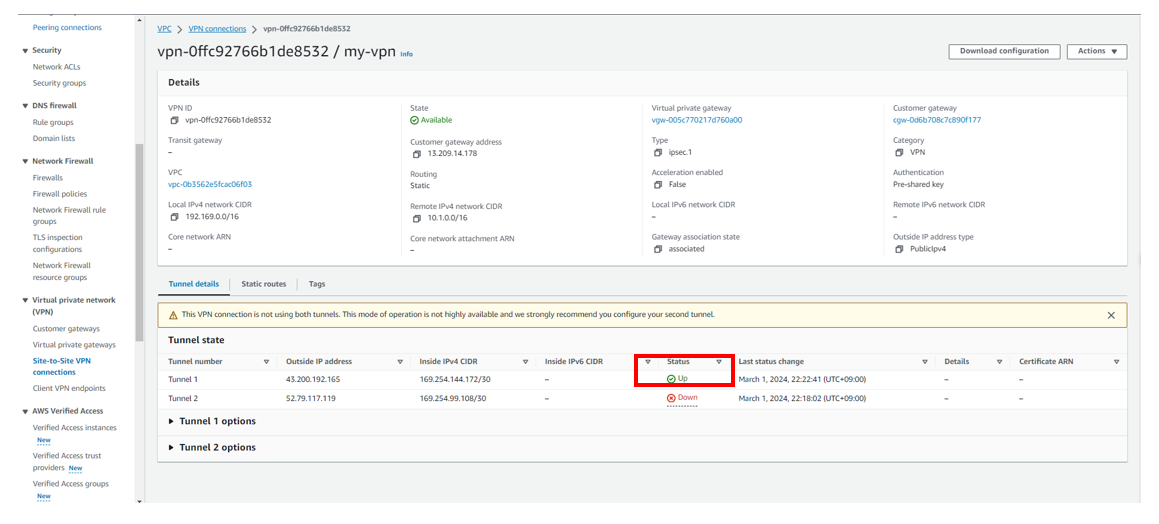 Peering connections
Security
Network ACLs
Security groups
DNS firewall
Rule groups
Domain lists
Network Firewall
Firewalls
Firewall policies
Network Firewall rule
groups
TLS inspection
configurations
Network Firewall
resource groups
Virtual private network
(VPN)
Customer gateways
Virtual private gateways
Site-to-Site VPN
connections
Client VPN endpoints
AWS Verified Access
Verified Access instances
New
Verified Access trust
providers New
Verified Access groups
New
VPC > VPN connections > vpn-0ffc92766b1de8532
vpn-0ffc92766b1de8532 / my-vpn Info
Download configuration Actions
Details
VPN ID
vpn-0ffc92766b1de8532
State
Available
Virtual private gateway
vgw-005c770217d760a00
Customer gateway
cgw-0d6b708c7c890f177
Transit gateway
–
Customer gateway address
13.209.14.178
Type
ipsec.1
Category
VPN
VPC
vpc-0b3562e5fcac06f03
Routing
Static
Acceleration enabled
False
Authentication
Pre-shared key
Local IPv4 network CIDR
192.169.0.0/16
Remote IPv4 network CIDR
10.1.0.0/16
Local IPv6 network CIDR
–
Remote IPv6 network CIDR
–
Core network ARN
–
Core network attachment ARN
–
Gateway association state
associated
Outside IP address type
PublicIpv4
Tunnel details Static routes Tags
This VPN connection is not using both tunnels. This mode of operation is not highly available and we strongly recommend you configure your second tunnel.
Tunnel state
Tunnel number Outside IP address Inside IPv4 CIDR Inside IPv6 CIDR Status Last status change Details Certificate ARN
Tunnel 1 43.200.192.165 169.254.144.172/30 – Up March 1, 2024, 22:22:41 (UTC+09:00) – –
Tunnel 2 52.79.117.119 169.254.99.108/30 – Down March 1, 2024, 22:18:02 (UTC+09:00) – –
Tunnel 1 options
Tunnel 2 options